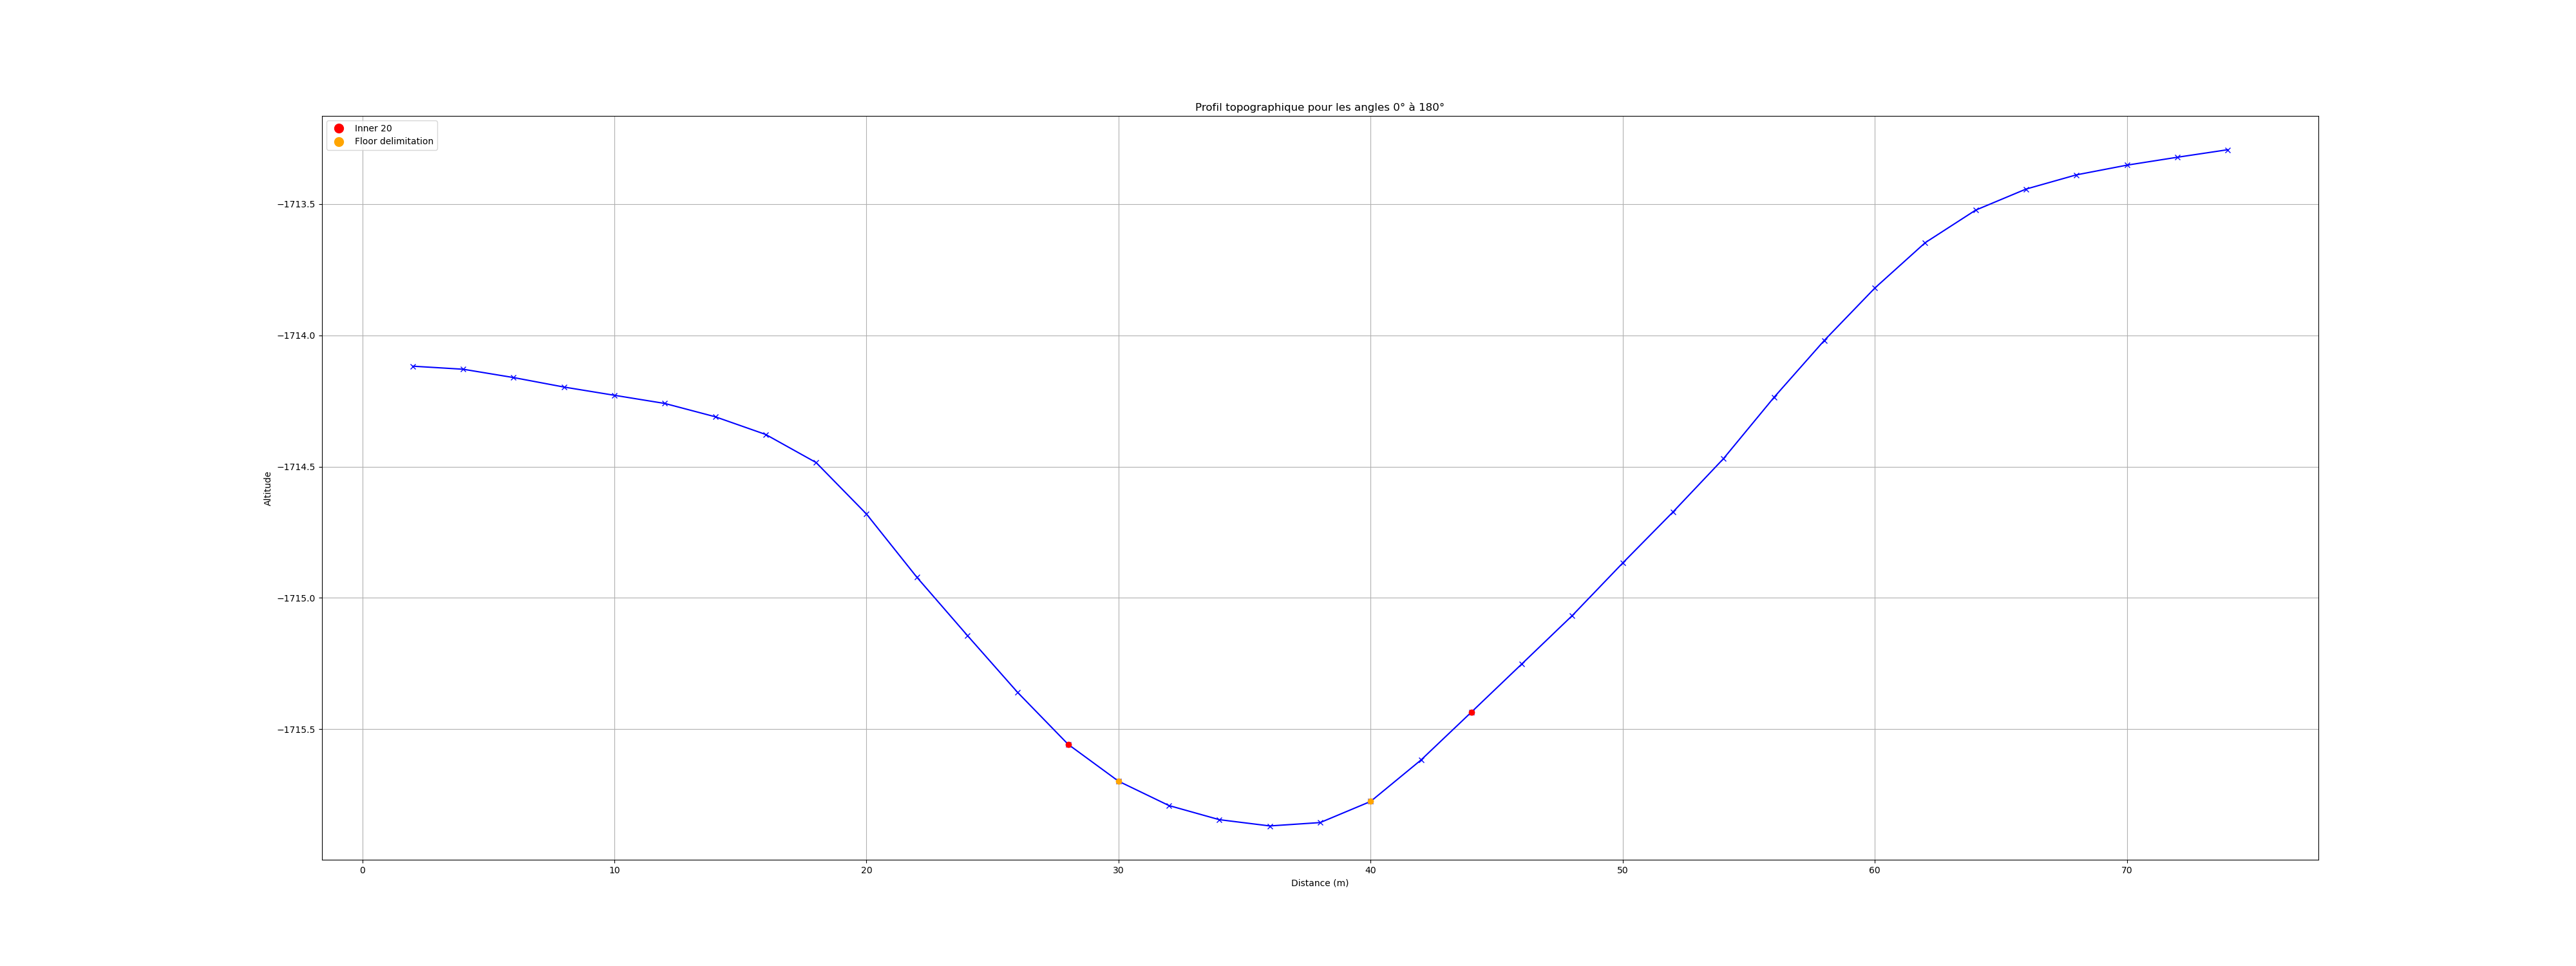 Profil topographique pour les angles 0° à 180°
Inner 20
Floor delimitation
−1713.5
−1714.0
−1714.5
−1715.0
−1715.5
Altitude
0 10 20 30 40 50 60 70
Distance (m)